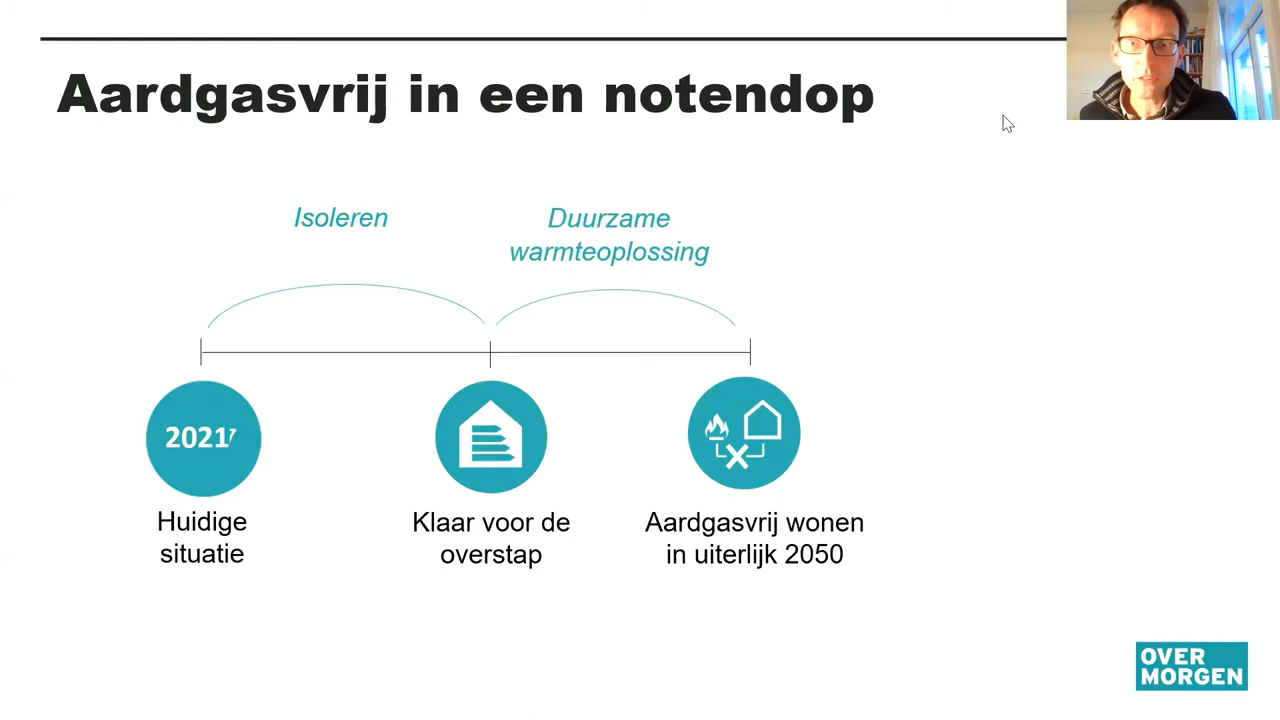 Aardgasvrij in een notendop
Isoleren
Duurzame
warmteoplossing
2021
Huidige
situatie
Klaar voor de
overstap
Aardgasvrij wonen
in uiterlijk 2050
OVER
MORGEN